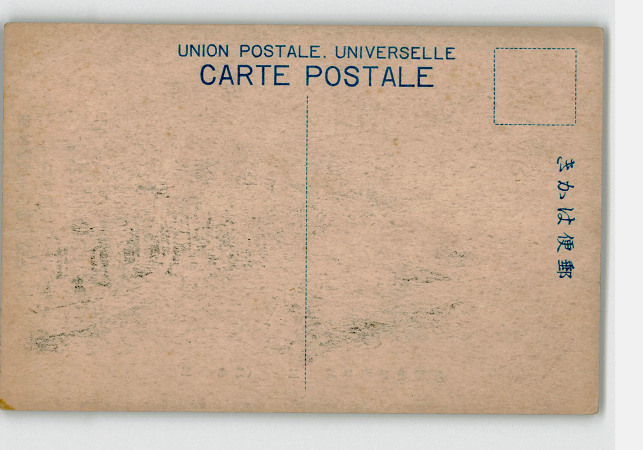 UNION POSTALE. UNIVERSELLE
CARTE POSTALE
きかは便郵